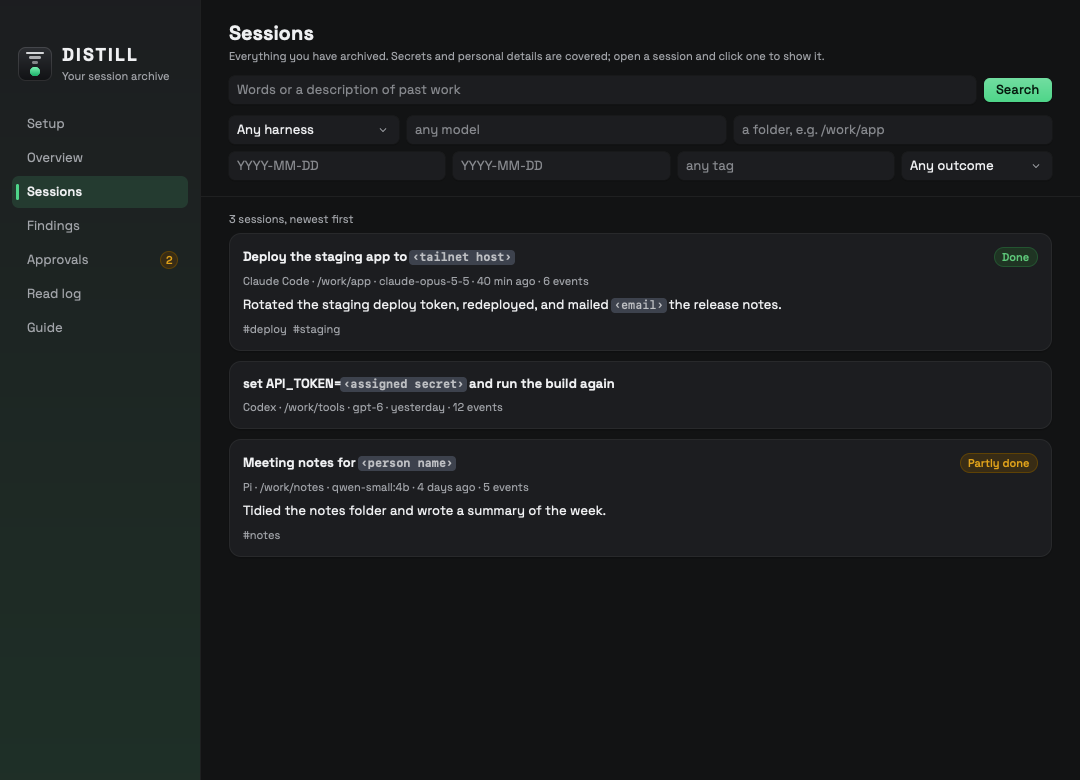 DISTILL
Your session archive
Setup
Overview
Sessions
Findings
Approvals 2
Read log
Guide
Sessions
Everything you have archived. Secrets and personal details are covered; open a session and click one to show it.
Words or a description of past work
Search
Any harness
any model
a folder, e.g. /work/app
YYYY-MM-DD
YYYY-MM-DD
any tag
Any outcome
3 sessions, newest first
Deploy the staging app to ‹tailnet host›
Done
Claude Code · /work/app · claude-opus-5-5 · 40 min ago · 6 events
Rotated the staging deploy token, redeployed, and mailed ‹email› the release notes.
#deploy #staging
set API_TOKEN=‹assigned secret› and run the build again
Codex · /work/tools · gpt-6 · yesterday · 12 events
Meeting notes for ‹person name›
Partly done
Pi · /work/notes · qwen-small:4b · 4 days ago · 5 events
Tidied the notes folder and wrote a summary of the week.
#notes